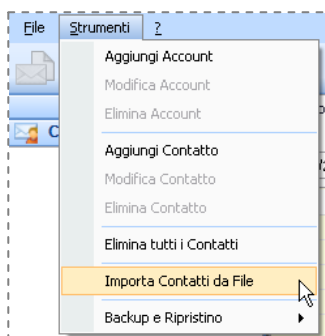 File Strumenti ?
Aggiungi Account
Modifica Account
Elimina Account
Aggiungi Contatto
Modifica Contatto
Elimina Contatto
Elimina tutti i Contatti
Importa Contatti da File
Backup e Ripristino